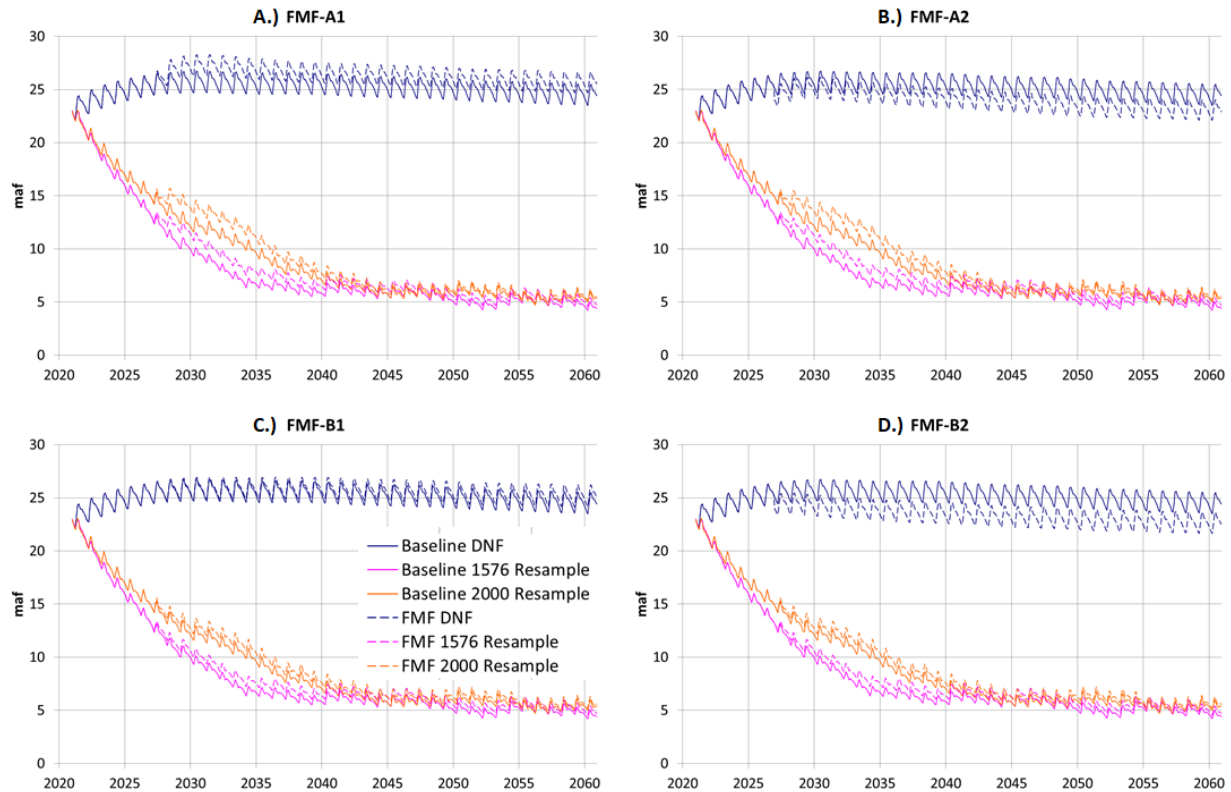 A.) FMF-A1
30
25
20
15
10
5
0
maf
2020 2025 2030 2035 2040 2045 2050 2055 2060
B.) FMF-A2
30
25
20
15
10
5
0
maf
2020 2025 2030 2035 2040 2045 2050 2055 2060
C.) FMF-B1
30
25
20
15
10
5
0
maf
Baseline DNF
Baseline 1576 Resample
Baseline 2000 Resample
FMF DNF
FMF 1576 Resample
FMF 2000 Resample
2020 2025 2030 2035 2040 2045 2050 2055 2060
D.) FMF-B2
30
25
20
15
10
5
0
maf
2020 2025 2030 2035 2040 2045 2050 2055 2060